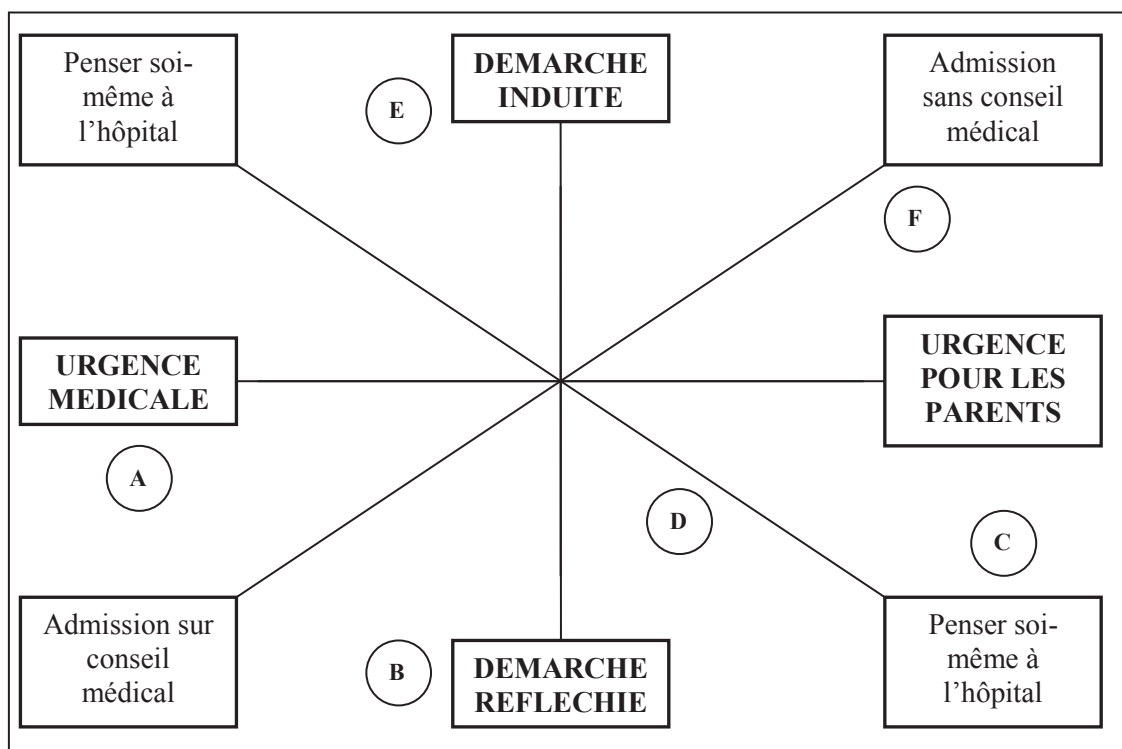 Penser soi-
même à
l'hôpital
E
DEMARCHE
INDUITE
Admission
sans conseil
médical
F
URGENCE
MEDICALE
URGENCE
POUR LES
PARENTS
A
D
C
Admission sur
conseil
médical
B
DEMARCHE
REFLECHIE
Penser soi-
même à
l'hôpital